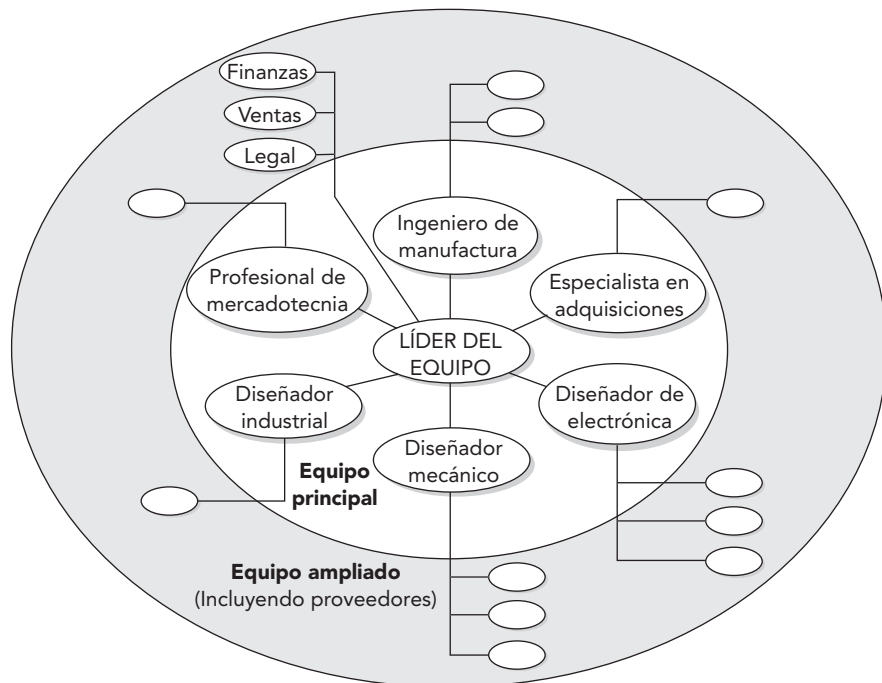 Finanzas
Ventas
Legal
Ingeniero de
manufactura
Profesional de
mercadotecnia
Especialista en
adquisiciones
LÍDER DEL
EQUIPO
Diseñador
industrial
Diseñador de
electrónica
Diseñador
mecánico
Equipo
principal
Equipo ampliado
(Incluyendo proveedores)